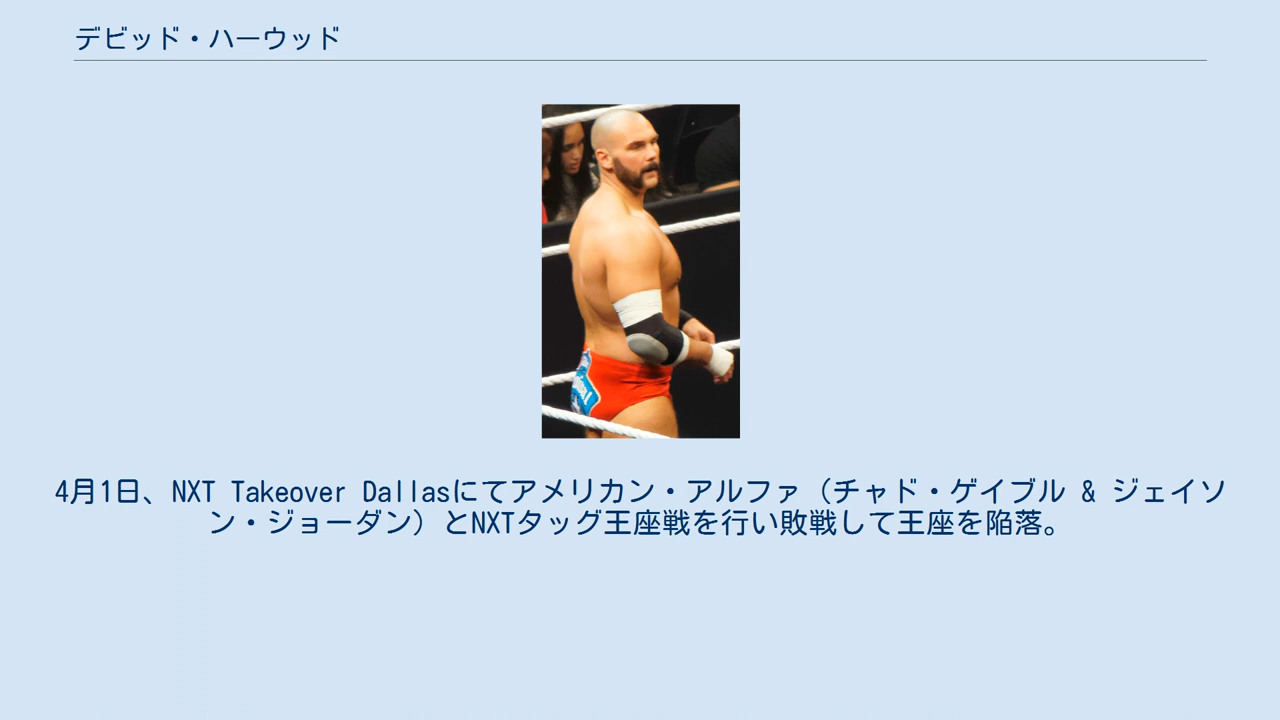 デビッド・ハーウッド
4月1日、NXT Takeover Dallasにてアメリカン・アルファ（チャド・ゲイブル & ジェイソ
ン・ジョーダン）とNXTタッグ王座戦を行い敗戦して王座を陥落。